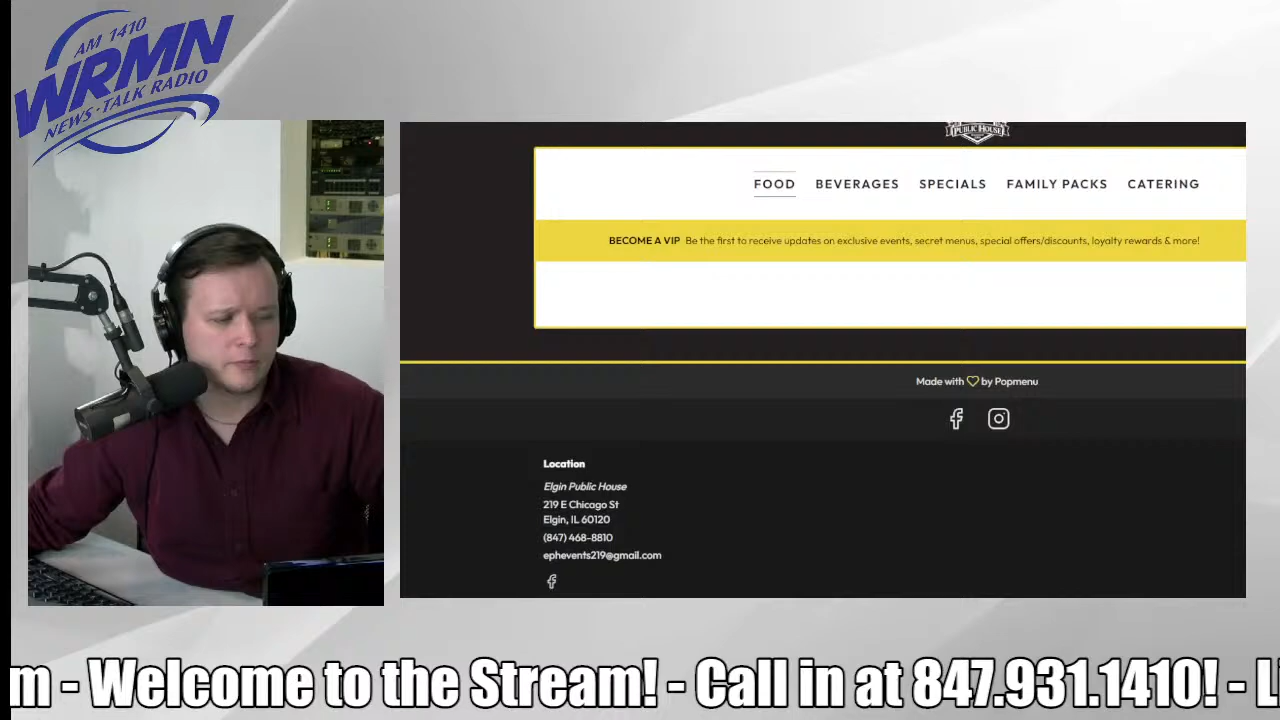 AM 1410
WRMN
NEWS·TALK RADIO
PUBLIC HOUSE
FOOD BEVERAGES SPECIALS FAMILY PACKS CATERING
BECOME A VIP Be the first to receive updates on exclusive events, secret menus, special offers/discounts, loyalty rewards & more!
Made with by Popmenu
Location
Elgin Public House
219 E Chicago St
Elgin, IL 60120
(847) 468-8810
ephevents219@gmail.com
m - Welcome to the Stream! - Call in at 847.931.1410! - Li